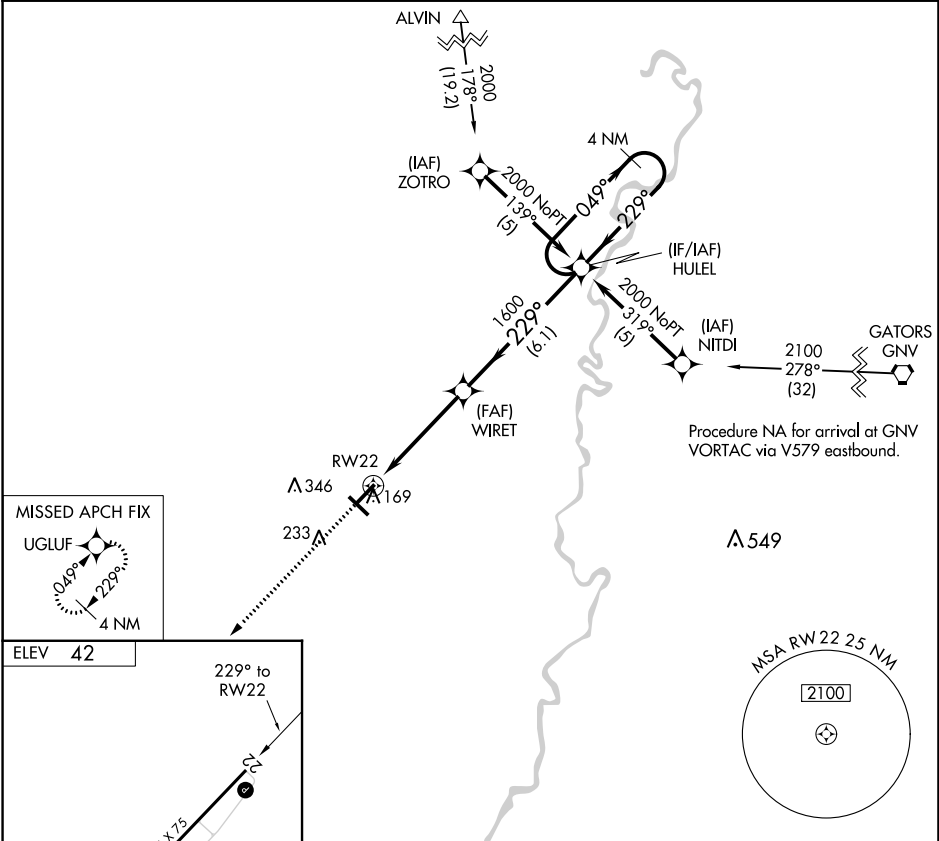 ALVIN
2000
178°
(19.2)
(IAF)
ZOTRO
2000 NoPT
139°
(5)
4 NM
049°
229°
(IF/IAF)
HULEL
2000 NoPT
319°
(5)
(IAF)
NITDI
GATORS
GNV
2100
278°
(32)
1600
229°
(6.1)
(FAF)
WIRET
Procedure NA for arrival at GNV
VORTAC via V579 eastbound.
RW22
346
169
233
549
MISSED APCH FIX
UGLUF
049°
229°
4 NM
ELEV 42
229° to
RW22
22
P
X 75
MSA RW 22 25 NM
2100